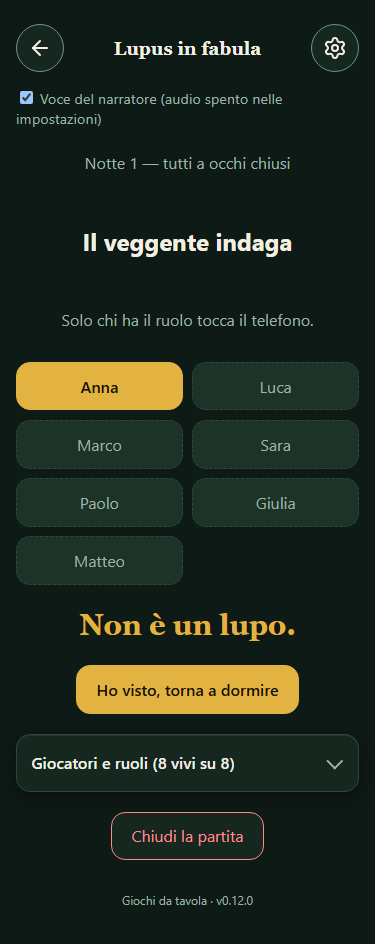 Lupus in fabula
Voce del narratore (audio spento nelle
impostazioni)
Notte 1 — tutti a occhi chiusi
Il veggente indaga
Solo chi ha il ruolo tocca il telefono.
Anna
Luca
Marco
Sara
Paolo
Giulia
Matteo
Non è un lupo.
Ho visto, torna a dormire
Giocatori e ruoli (8 vivi su 8)
Chiudi la partita
Giochi da tavola · v0.12.0